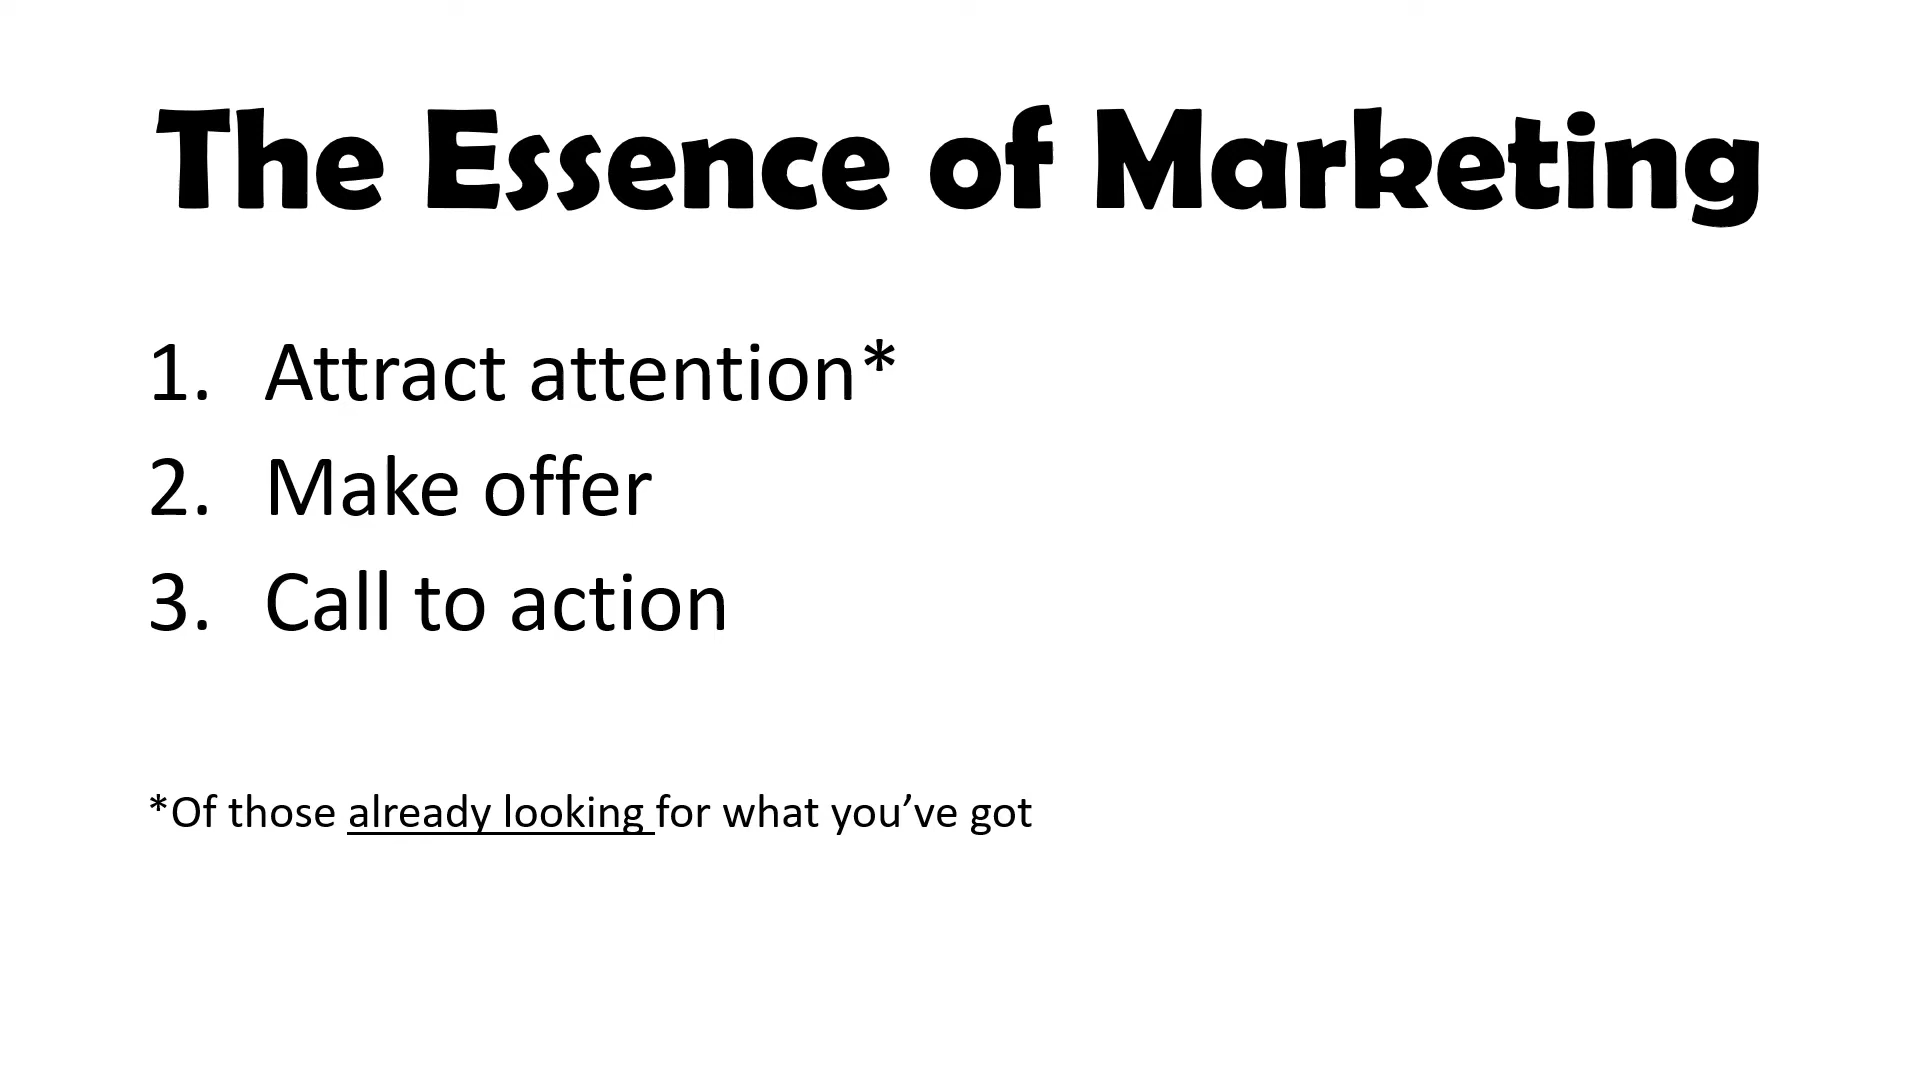 The Essence of Marketing
1. Attract attention*
2. Make offer
3. Call to action
*Of those already looking for what you’ve got